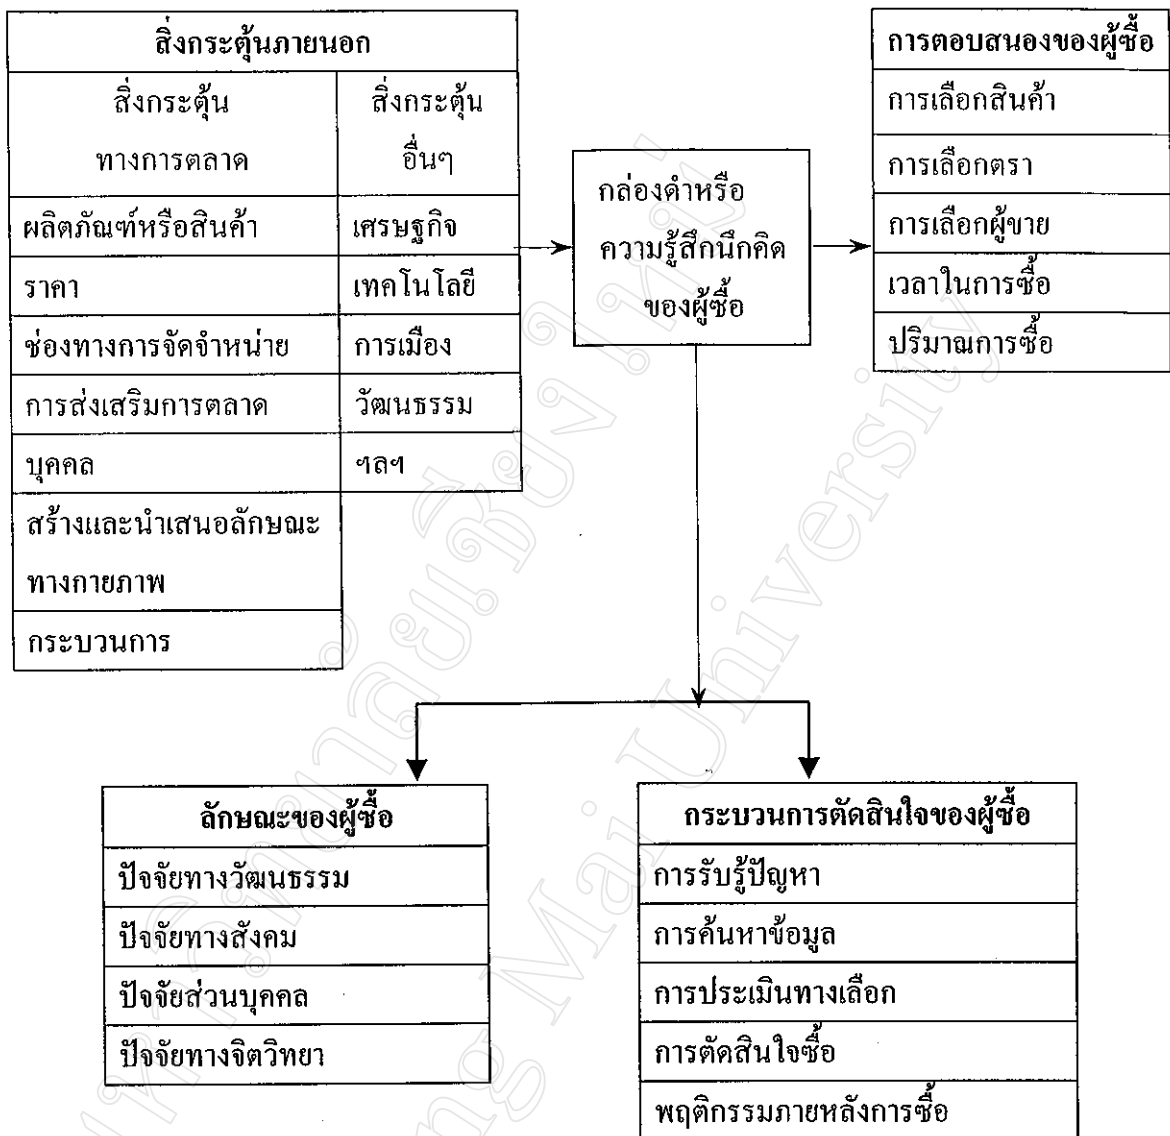 สิ่งกระตุ้นภายนอก
สิ่งกระตุ้น
ทางการตลาด
สิ่งกระตุ้น
อื่นๆ
ผลิตภัณฑ์หรือสินค้า
เศรษฐกิจ
ราคา
เทคโนโลยี
ช่องทางการจัดจำหน่าย
การเมือง
การส่งเสริมการตลาด
วัฒนธรรม
บุคคล
ฯลฯ
สร้างและนำเสนอลักษณะ
ทางกายภาพ
กระบวนการ
กล่องดำหรือ
ความรู้สึกนึกคิด
ของผู้ซื้อ
การตอบสนองของผู้ซื้อ
การเลือกสินค้า
การเลือกตรา
การเลือกผู้ขาย
เวลาในการซื้อ
ปริมาณการซื้อ
ลักษณะของผู้ซื้อ
ปัจจัยทางวัฒนธรรม
ปัจจัยทางสังคม
ปัจจัยส่วนบุคคล
ปัจจัยทางจิตวิทยา
กระบวนการตัดสินใจของผู้ซื้อ
การรับรู้ปัญหา
การค้นหาข้อมูล
การประเมินทางเลือก
การตัดสินใจซื้อ
พฤติกรรมภายหลังการซื้อ
มหาวิทยาลัยเชียงใหม่
ng Mai University